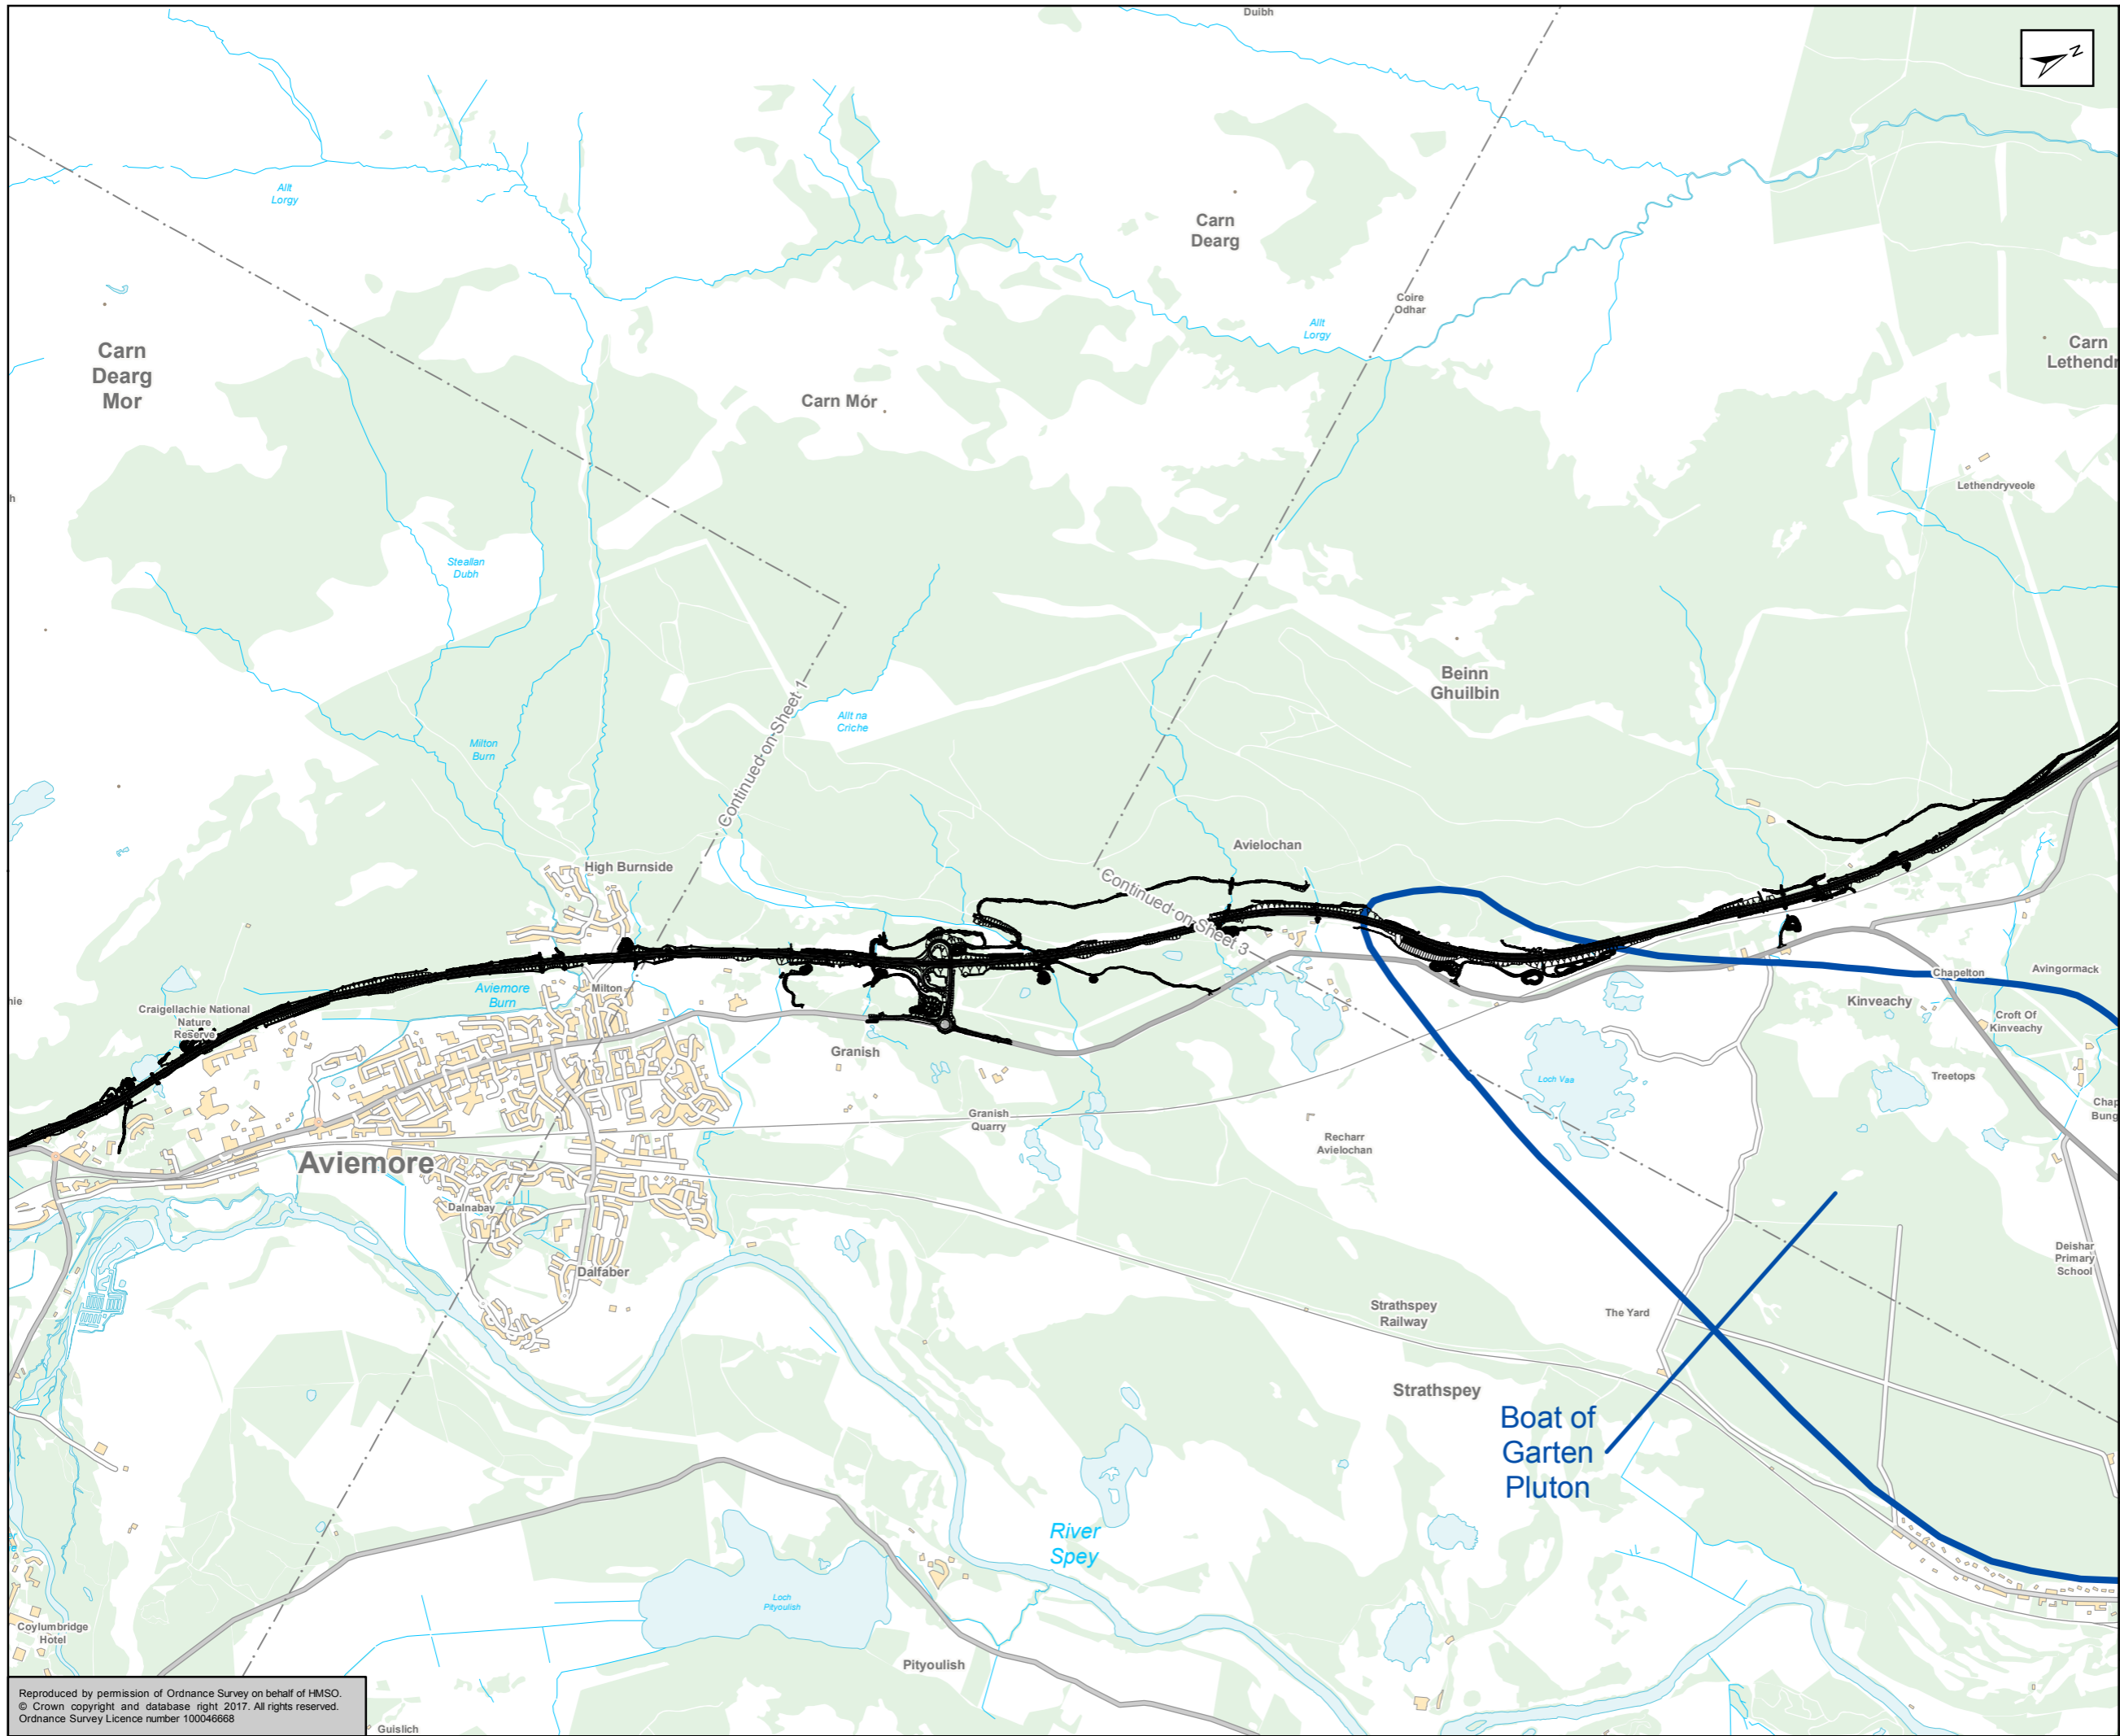 Duibh
N
Allt
Lorgy
Carn
Dearg
Coire
Odhar
Allt
Lorgy
Carn
Dearg
Mor
Carn Mór
Carn
Lethendr
h
Lethendryveole
Steallan
Dubh
Beinn
Ghuilbin
Continued on Sheet 1
Allt na
Criche
Milton
Burn
High Burnside
Avielochan
Continued on Sheet 3
Craigellachie National
Nature
Reserve
Aviemore
Burn
Milton
nie
Chapelton
Avingormack
Kinveachy
Croft Of
Kinveachy
Granish
Loch Vaa
Treetops
Chap
Bung
Granish
Quarry
Recharr
Avielochan
Aviemore
Dalnabay
Dalfaber
Deishar
Primary
School
Strathspey
Railway
The Yard
Strathspey
Boat of
Garten
Pluton
River
Spey
er
e
Loch
Pityoulish
Coylumbridge
Hotel
Pityoulish
Guislich
Reproduced by permission of Ordnance Survey on behalf of HMSO.
© Crown copyright and database right 2017. All rights reserved.
Ordnance Survey Licence number 100046668